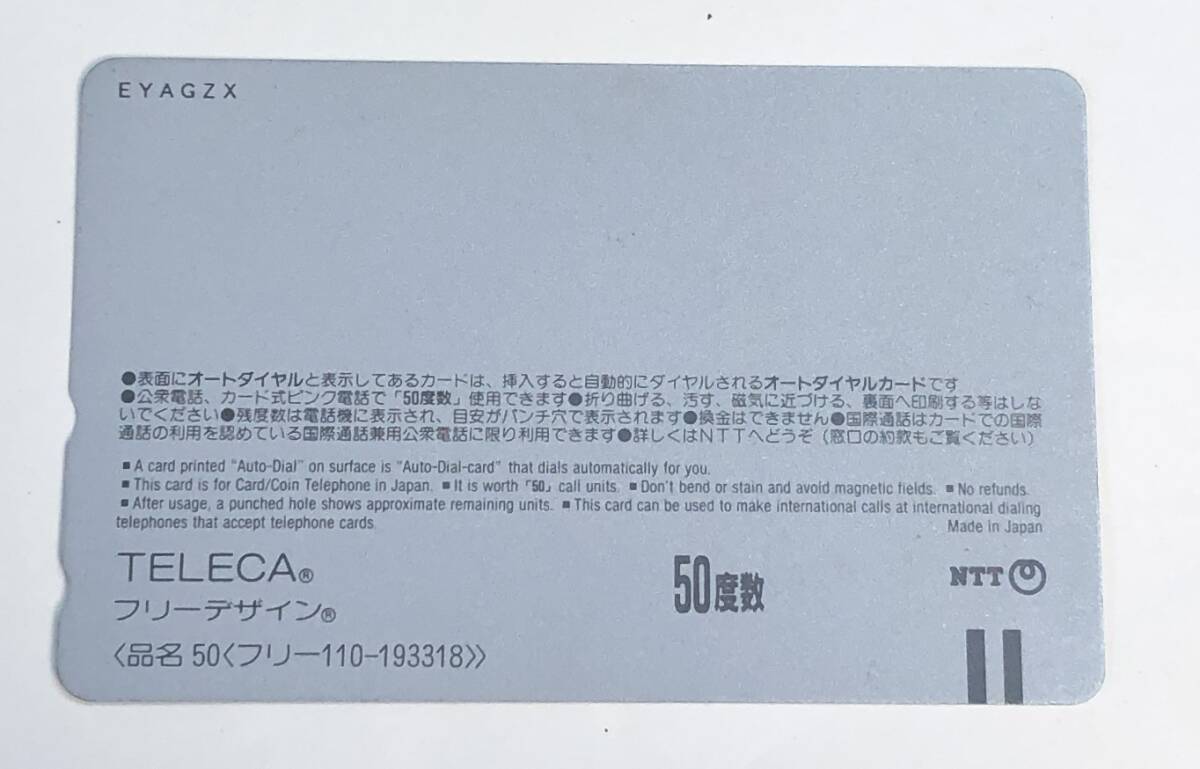 EYAGZX
●表面にオートダイヤルと表示してあるカードは、挿入すると自動的にダイヤルされるオートダイヤルカードです
●公衆電話、カード式ピンク電話で「50度数」使用できます●折り曲げる、汚す、磁気に近づける、裏面へ印刷する等はしな
いでください●残度数は電話機に表示され、目安がパンチ穴で表示されます●換金はできません●国際通話はカードでの国際
通話の利用を認めている国際通話兼用公衆電話に限り利用できます●詳しくはNTTへどうぞ(窓口の約款もご覧ください)
■ A card printed "Auto-Dial" on surface is "Auto-Dial-card" that dials automatically for you.
■ This card is for Card/Coin Telephone in Japan. ■ It is worth「50」call units. ■ Don't bend or stain and avoid magnetic fields. ■ No refunds.
■ After usage, a punched hole shows approximate remaining units. ■ This card can be used to make international calls at international dialing
telephones that accept telephone cards.
Made in Japan
TELECA®
フリーデザイン®
〈品名 50〈フリー110-193318〉〉
50度数
NTT